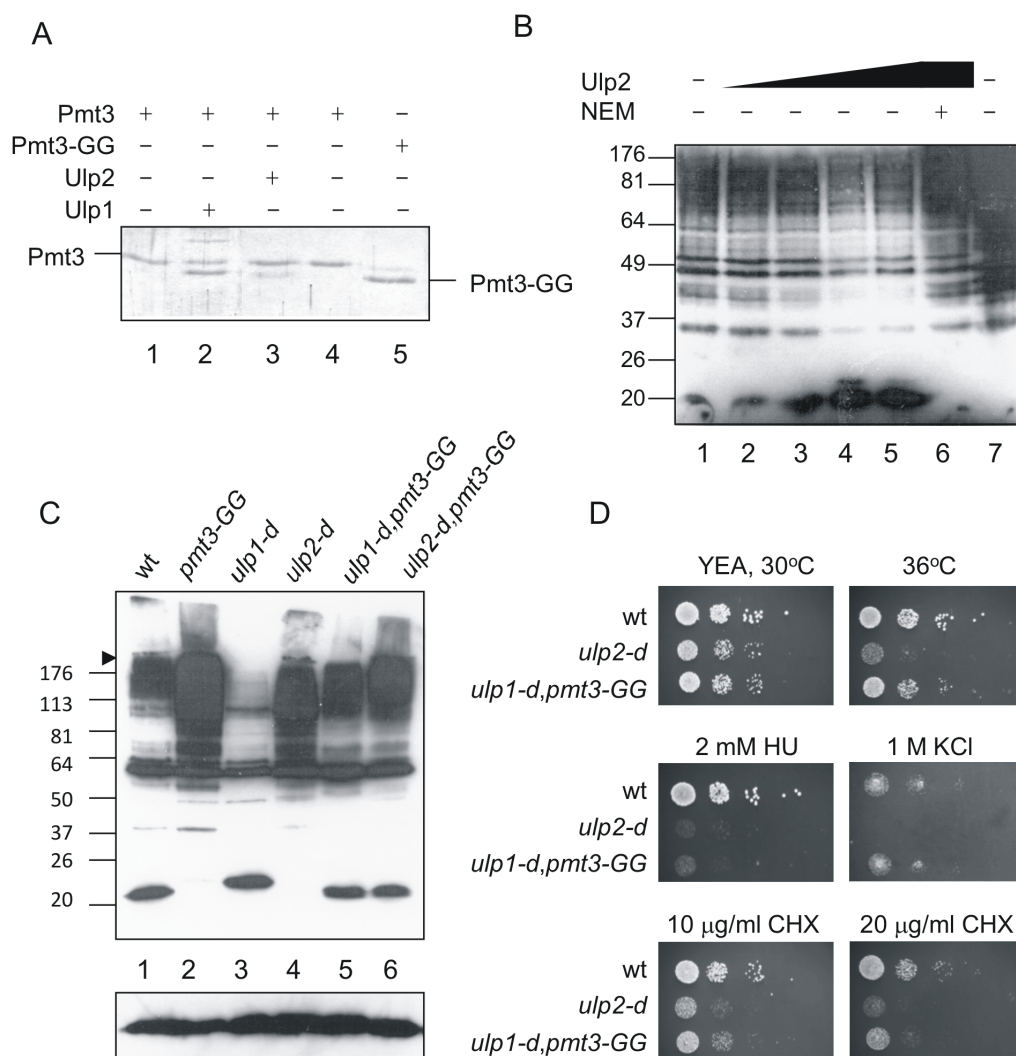 A
Pmt3 + + + + –
Pmt3-GG – – – – +
Ulp2 – – + – –
Ulp1 – + – – –
Pmt3
Pmt3-GG
1 2 3 4 5
B
Ulp2 – –
NEM – – – – – + –
176
81
64
49
37
26
20
1 2 3 4 5 6 7
C
wt pmt3-GG ulp1-d ulp2-d ulp1-d,pmt3-GG ulp2-d,pmt3-GG
176
113
81
64
50
37
26
20
1 2 3 4 5 6
D
YEA, 30°C 36°C
wt
ulp2-d
ulp1-d,pmt3-GG
2 mM HU 1 M KCl
wt
ulp2-d
ulp1-d,pmt3-GG
10 µg/ml CHX 20 µg/ml CHX
wt
ulp2-d
ulp1-d,pmt3-GG